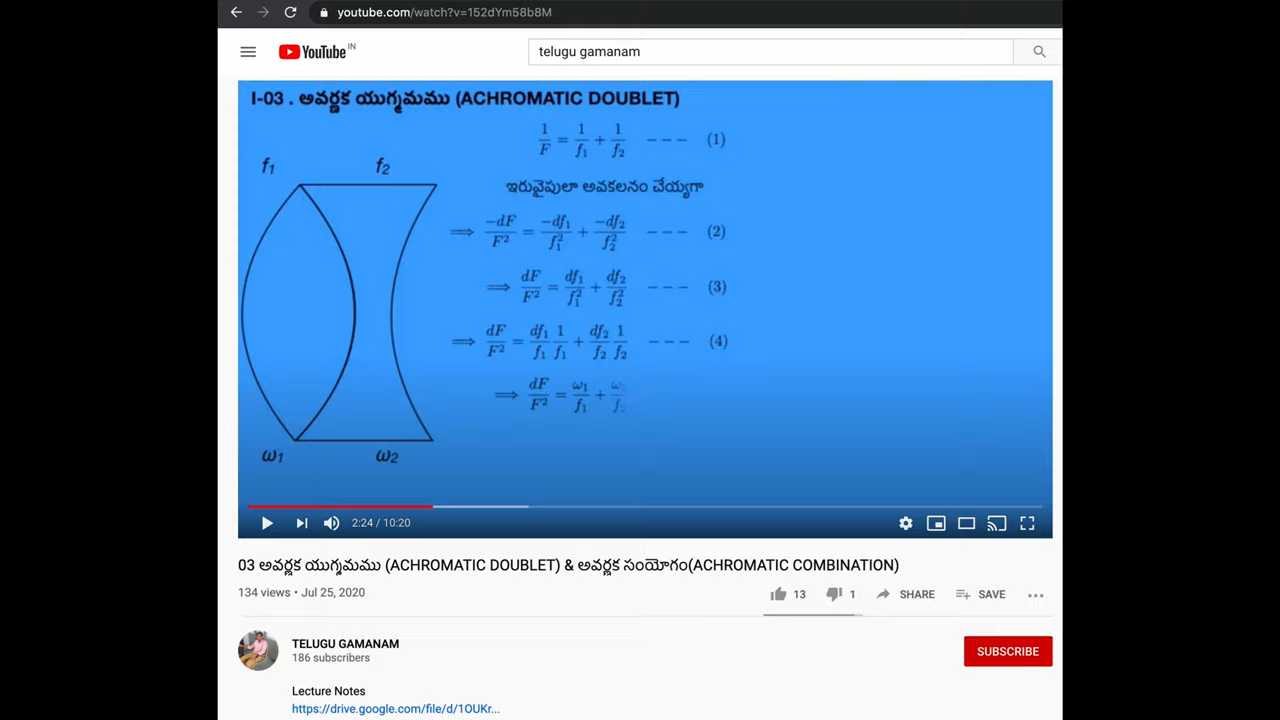 youtube.com/watch?v=152dYm58b8M
YouTube IN
telugu gamanam
I-03 . అవర్ణక యుగ్మమము (ACHROMATIC DOUBLET)
1/F = 1/f₁ + 1/f₂ --- (1)
f₁ f₂
ఇరువైపులా అవకలనం చేయ్యగా
⟹ -dF/F² = -df₁/f₁² + -df₂/f₂² --- (2)
⟹ dF/F² = df₁/f₁² + df₂/f₂² --- (3)
⟹ dF/F² = df₁/f₁ 1/f₁ + df₂/f₂ 1/f₂ --- (4)
⟹ dF/F² = ω₁/f₁ + ω₂/f₂
ω₁ ω₂
2:24 / 10:20
03 అవర్ణక యుగ్మమము (ACHROMATIC DOUBLET) & అవర్ణక సంయోగం(ACHROMATIC COMBINATION)
134 views • Jul 25, 2020
13 1 SHARE SAVE
TELUGU GAMANAM
186 subscribers
SUBSCRIBE
Lecture Notes
https://drive.google.com/file/d/1OUKr...